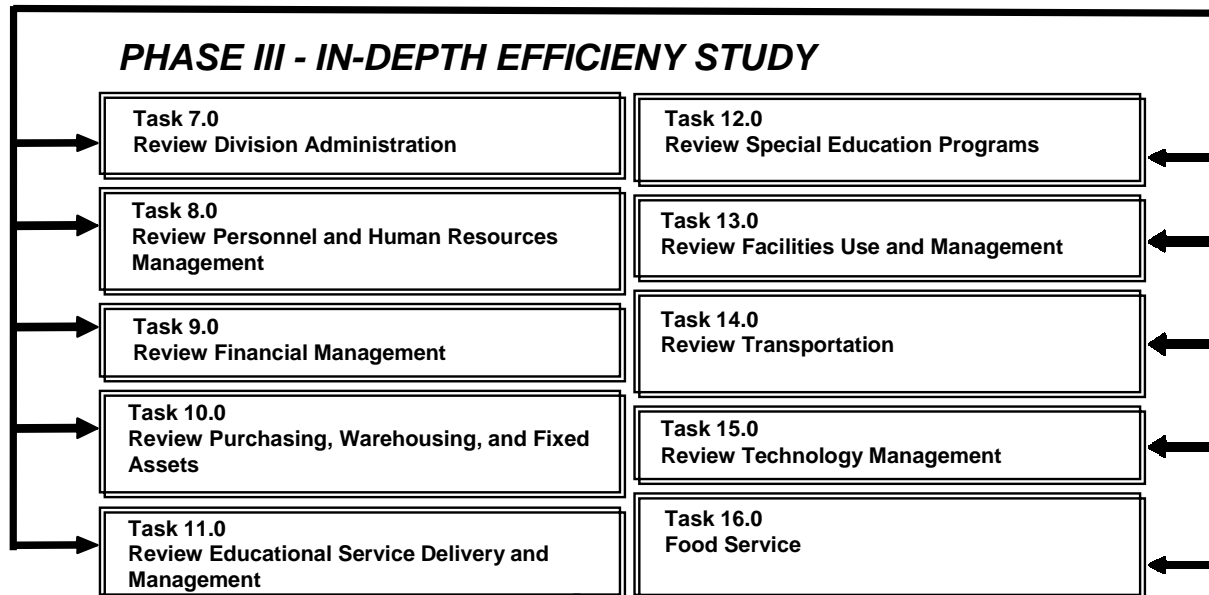 PHASE III - IN-DEPTH EFFICIENY STUDY
Task 7.0
Review Division Administration
Task 8.0
Review Personnel and Human Resources
Management
Task 9.0
Review Financial Management
Task 10.0
Review Purchasing, Warehousing, and Fixed
Assets
Task 11.0
Review Educational Service Delivery and
Management
Task 12.0
Review Special Education Programs
Task 13.0
Review Facilities Use and Management
Task 14.0
Review Transportation
Task 15.0
Review Technology Management
Task 16.0
Food Service